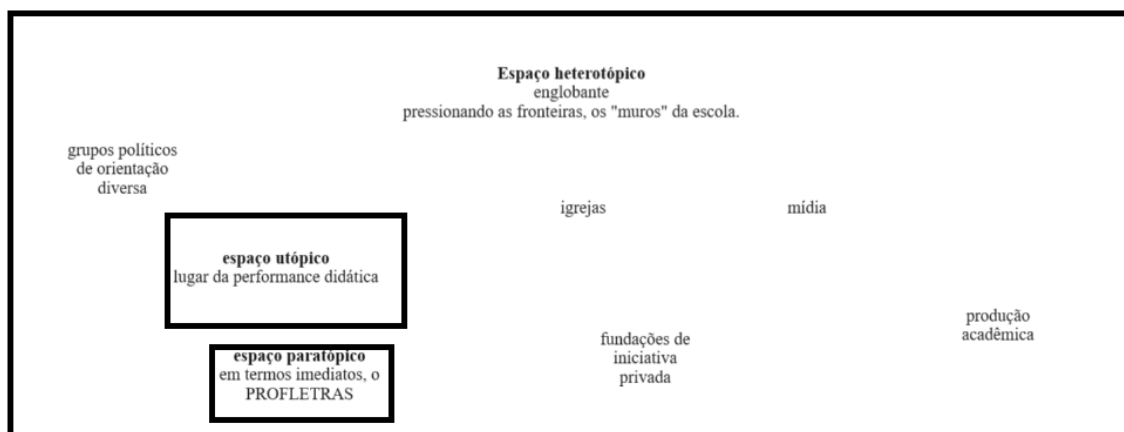 Espaço heterotópico
englobante
pressionando as fronteiras, os "muros" da escola.
grupos políticos
de orientação
diversa
igrejas
mídia
espaço utópico
lugar da performance didática
produção
acadêmica
fundações de
iniciativa
privada
espaço paratópico
em termos imediatos, o
PROFLETRAS